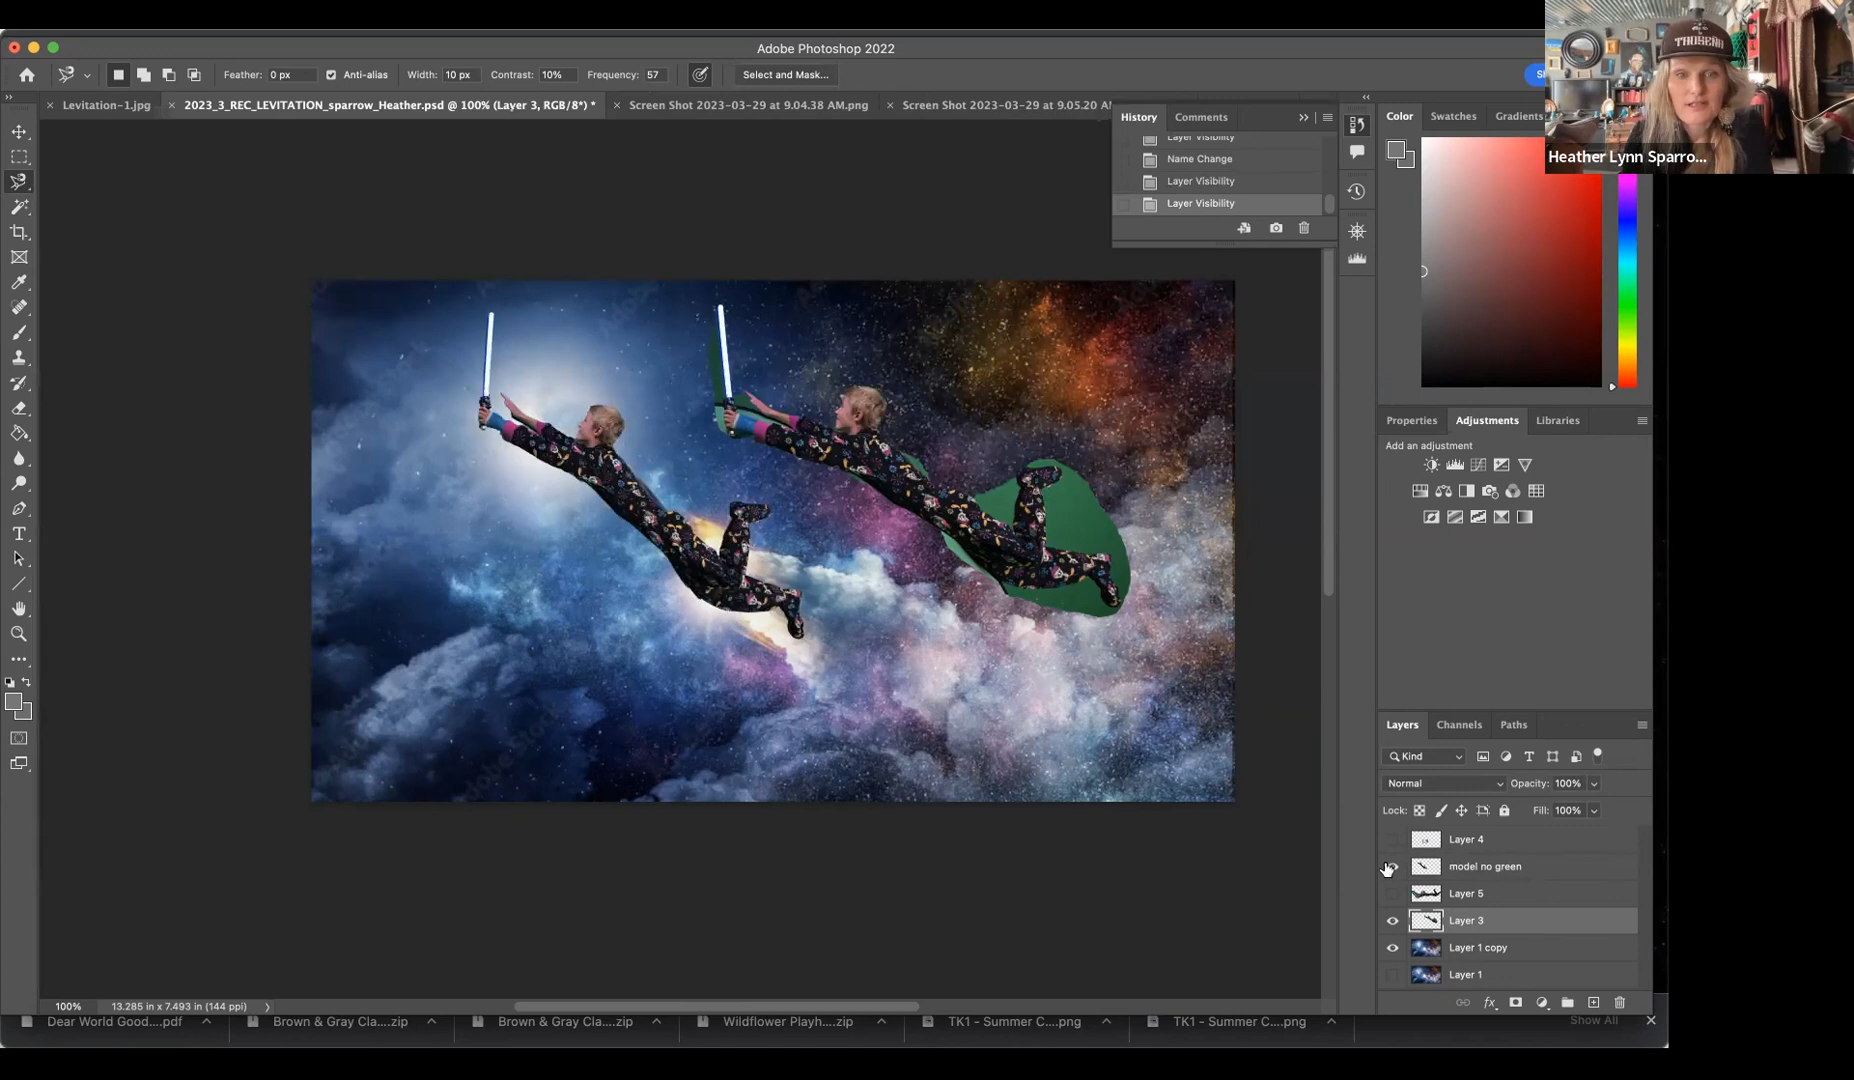 Adobe Photoshop 2022
THUSEÑA
Heather Lynn Sparro...
Feather: 0 px
Anti-alias
Width: 10 px
Contrast: 10%
Frequency: 57
Select and Mask...
Levitation-1.jpg
2023_3_REC_LEVITATION_sparrow_Heather.psd @ 100% (Layer 3, RGB/8*) *
Screen Shot 2023-03-29 at 9.04.38 AM.png
Screen Shot 2023-03-29 at 9.05.20 AM
History
Comments
Layer Visibility
Name Change
Layer Visibility
Layer Visibility
Color
Swatches
Gradients
Properties
Adjustments
Libraries
Add an adjustment
Layers
Channels
Paths
Kind
Normal
Opacity: 100%
Lock:
Fill: 100%
Layer 4
model no green
Layer 5
Layer 3
Layer 1 copy
Layer 1
fx
100%
13.285 in x 7.493 in (144 ppi)
Dear World Good....pdf
Brown & Gray Cla....zip
Brown & Gray Cla....zip
Wildflower Playh....zip
TK1 - Summer C....png
TK1 - Summer C....png
Show All